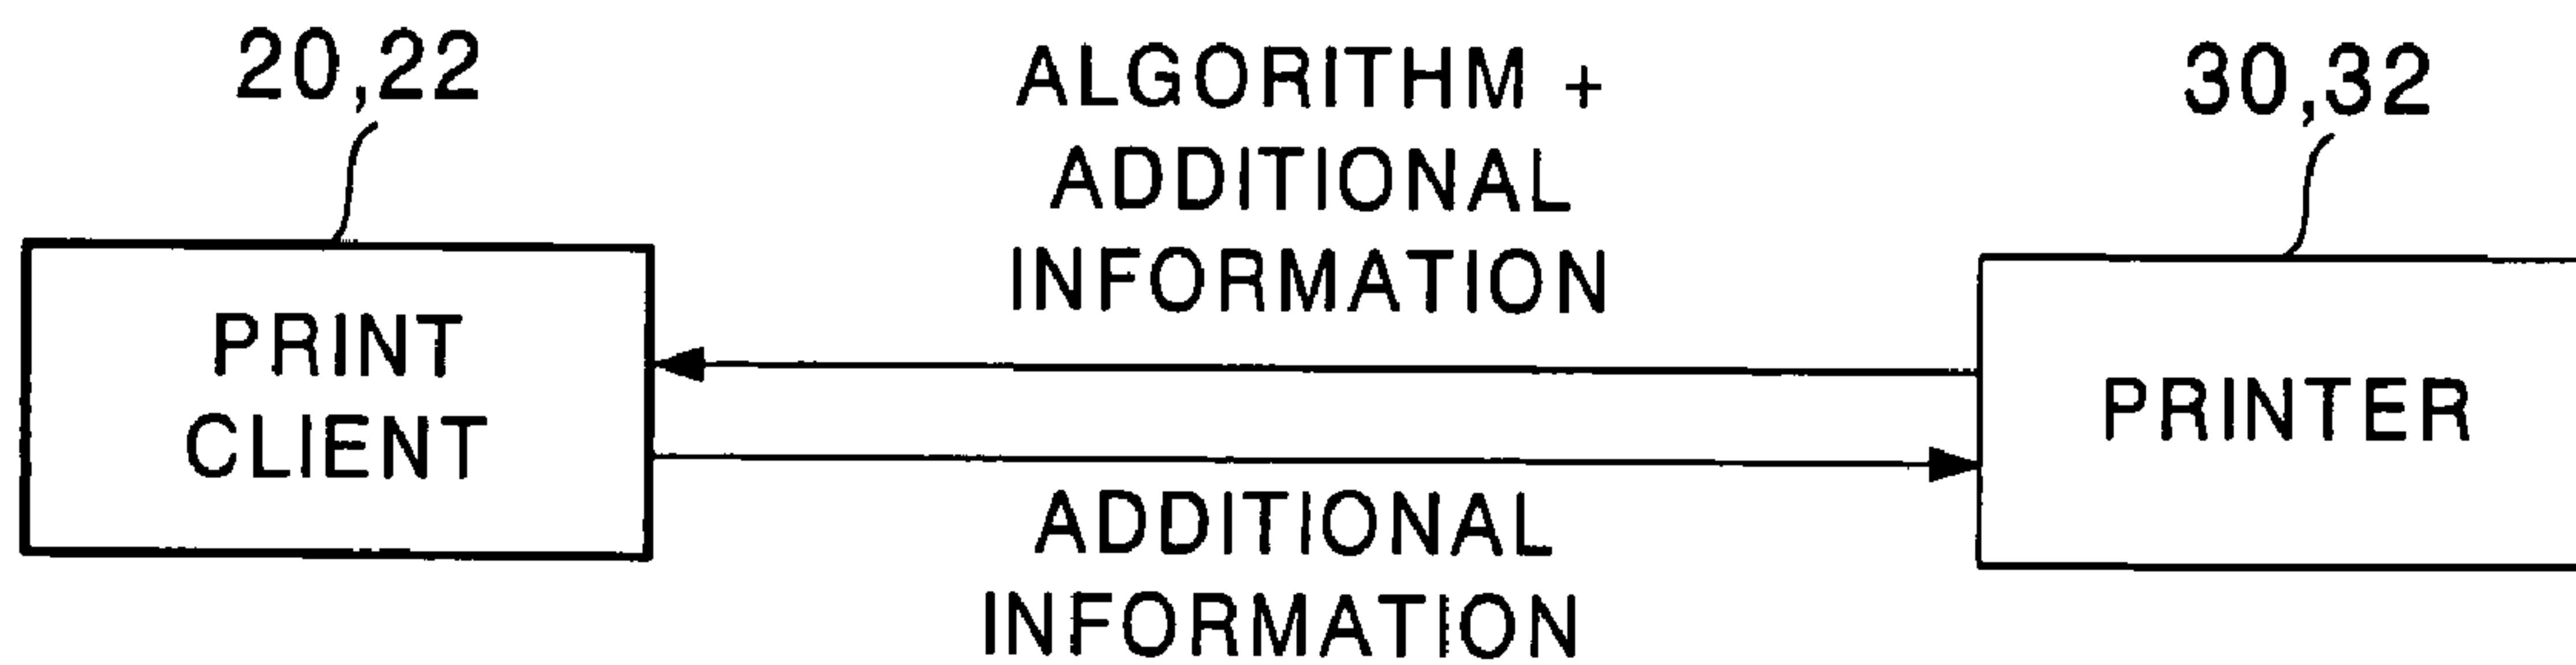 20,22
ALGORITHM +
ADDITIONAL
INFORMATION
30,32
PRINT
CLIENT
PRINTER
ADDITIONAL
INFORMATION